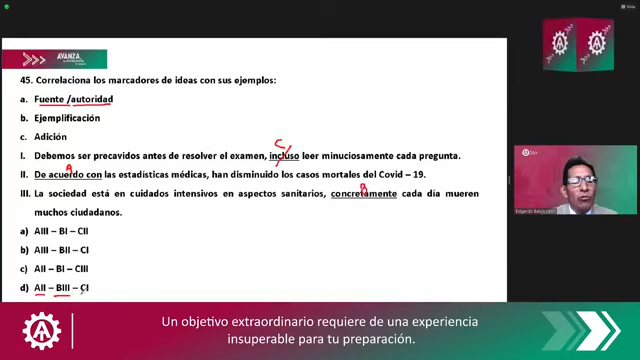 AVANZA
45. Correlaciona los marcadores de ideas con sus ejemplos:
a. Fuente /autoridad
b. Ejemplificación
c. Adición
C
I. Debemos ser precavidos antes de resolver el examen, incluso leer minuciosamente cada pregunta.
A
II. De acuerdo con las estadísticas médicas, han disminuido los casos mortales del Covid – 19.
B
III. La sociedad está en cuidados intensivos en aspectos sanitarios, concretamente cada día mueren
muchos ciudadanos.
a) AIII – BI – CII
b) AIII – BII – CI
c) AII – BI – CIII
d) AII – BIII – CI
Un objetivo extraordinario requiere de una experiencia
insuperable para tu preparación.